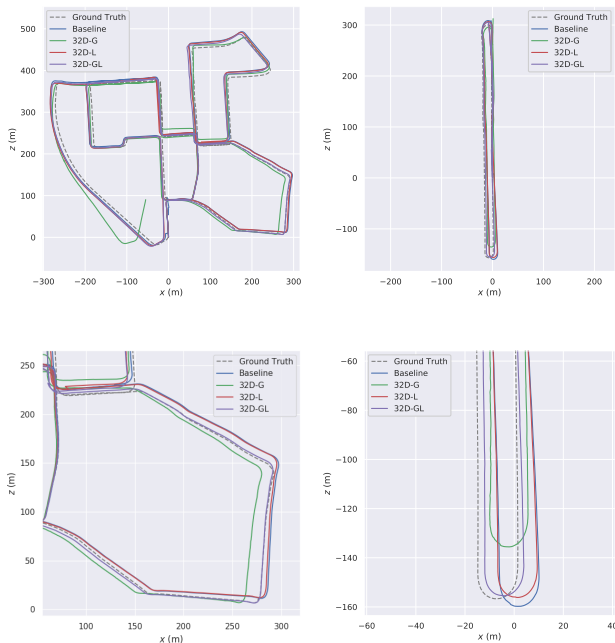 500
400
300
200
100
0
z (m)
−300
−200
−100
0
100
200
300
x (m)
Ground Truth
Baseline
32D-G
32D-L
32D-GL
300
200
100
0
−100
z (m)
−200
−100
0
100
200
x (m)
Ground Truth
Baseline
32D-G
32D-L
32D-GL
250
200
150
100
50
0
z (m)
100
150
200
250
300
x (m)
Ground Truth
Baseline
32D-G
32D-L
32D-GL
−60
−80
−100
−120
−140
−160
z (m)
−60
−40
−20
0
20
40
x (m)
Ground Truth
Baseline
32D-G
32D-L
32D-GL